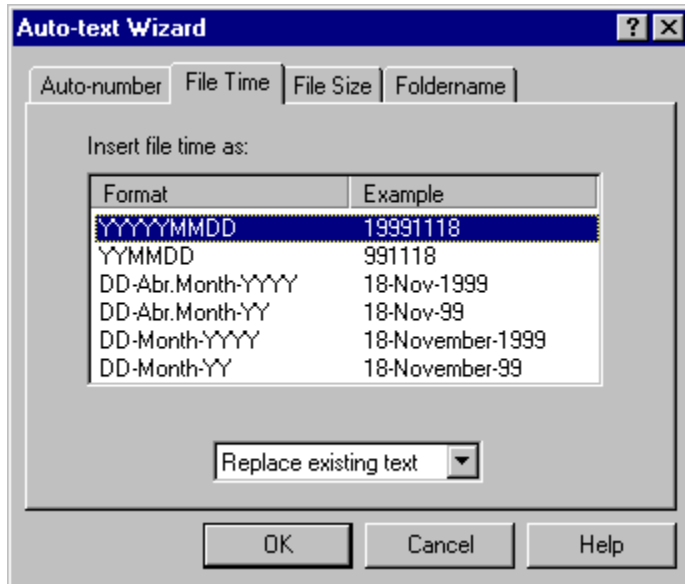 Auto-text Wizard
Auto-number File Time File Size Foldername
Insert file time as:
Format Example
YYYYYMMDD 19991118
YYMMDD 991118
DD-Abr.Month-YYYY 18-Nov-1999
DD-Abr.Month-YY 18-Nov-99
DD-Month-YYYY 18-November-1999
DD-Month-YY 18-November-99
Replace existing text
OK Cancel Help